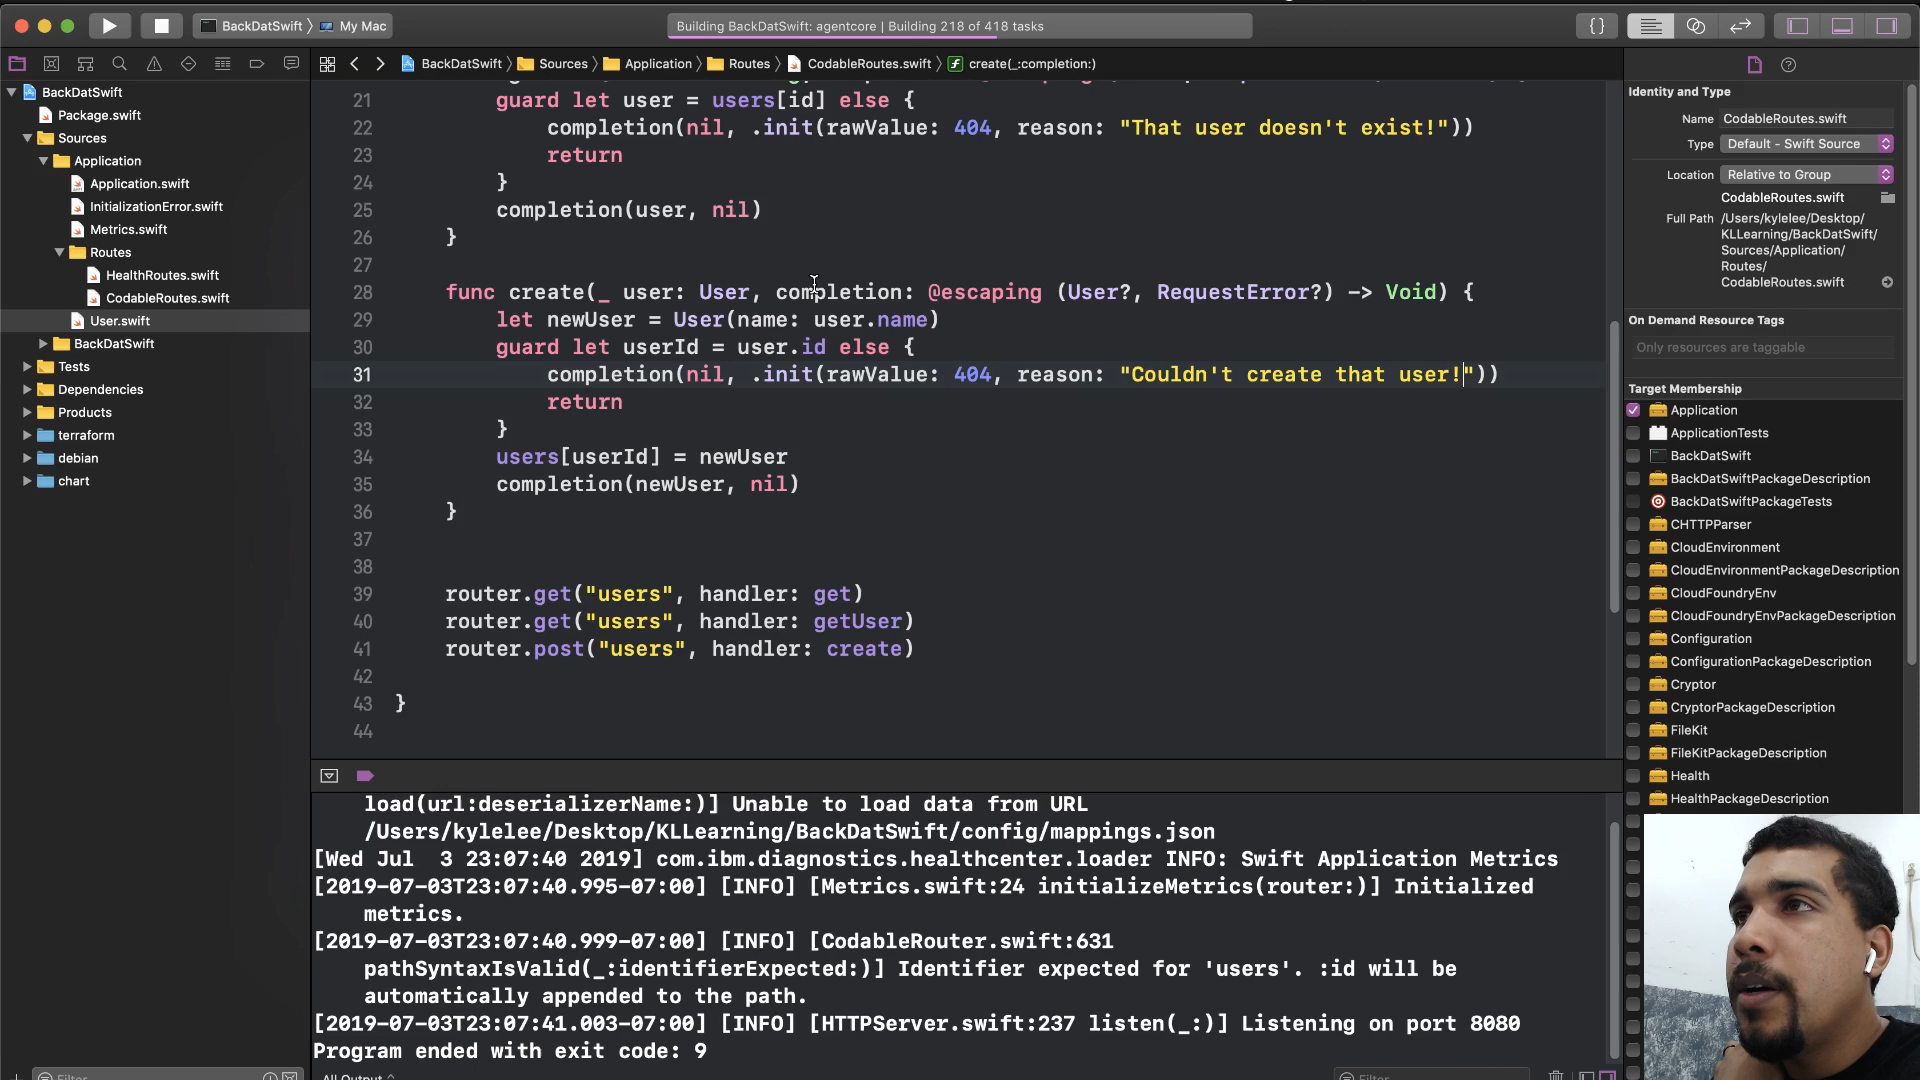 BackDatSwift 〉 My Mac
Building BackDatSwift: agentcore | Building 218 of 418 tasks
{}
BackDatSwift 〉 Sources 〉 Application 〉 Routes 〉 CodableRoutes.swift 〉 create(_:completion:)
BackDatSwift
Package.swift
Sources
Application
Application.swift
InitializationError.swift
Metrics.swift
Routes
HealthRoutes.swift
CodableRoutes.swift
User.swift
BackDatSwift
Tests
Dependencies
Products
terraform
debian
chart
Filter
21 guard let user = users[id] else {
22 completion(nil, .init(rawValue: 404, reason: "That user doesn't exist!"))
23 return
24 }
25 completion(user, nil)
26 }
27
28 func create(_ user: User, completion: @escaping (User?, RequestError?) -> Void) {
29 let newUser = User(name: user.name)
30 guard let userId = user.id else {
31 completion(nil, .init(rawValue: 404, reason: "Couldn't create that user!"))
32 return
33 }
34 users[userId] = newUser
35 completion(newUser, nil)
36 }
37
38
39 router.get("users", handler: get)
40 router.get("users", handler: getUser)
41 router.post("users", handler: create)
42
43 }
44
load(url:deserializerName:)] Unable to load data from URL
/Users/kylelee/Desktop/KLLearning/BackDatSwift/config/mappings.json
[Wed Jul  3 23:07:40 2019] com.ibm.diagnostics.healthcenter.loader INFO: Swift Application Metrics
[2019-07-03T23:07:40.995-07:00] [INFO] [Metrics.swift:24 initializeMetrics(router:)] Initialized
metrics.
[2019-07-03T23:07:40.999-07:00] [INFO] [CodableRouter.swift:631
pathSyntaxIsValid(_:identifierExpected:)] Identifier expected for 'users'. :id will be
automatically appended to the path.
[2019-07-03T23:07:41.003-07:00] [INFO] [HTTPServer.swift:237 listen(_:)] Listening on port 8080
Program ended with exit code: 9
All Output
Filter
Identity and Type
Name CodableRoutes.swift
Type Default - Swift Source
Location Relative to Group
CodableRoutes.swift
Full Path /Users/kylelee/Desktop/
KLLearning/BackDatSwift/
Sources/Application/
Routes/
CodableRoutes.swift
On Demand Resource Tags
Only resources are taggable
Target Membership
Application
ApplicationTests
BackDatSwift
BackDatSwiftPackageDescription
BackDatSwiftPackageTests
CHTTPParser
CloudEnvironment
CloudEnvironmentPackageDescription
CloudFoundryEnv
CloudFoundryEnvPackageDescription
Configuration
ConfigurationPackageDescription
Cryptor
CryptorPackageDescription
FileKit
FileKitPackageDescription
Health
HealthPackageDescription